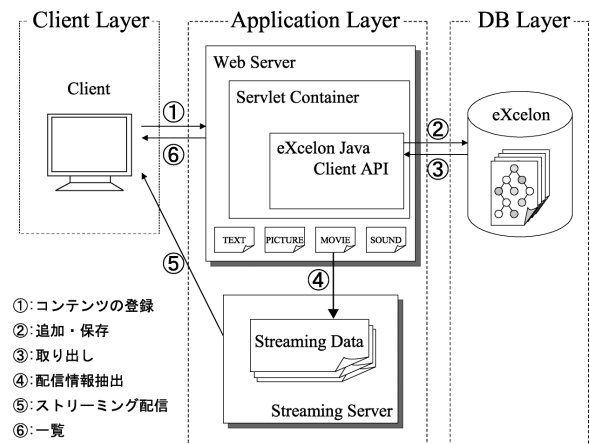 Client Layer
Application Layer
DB Layer
Web Server
Client
Servlet Container
eXcelon
①
②
eXcelon Java
Client API
⑥
③
TEXT
PICTURE
MOVIE
SOUND
⑤
④
①:コンテンツの登録
②:追加・保存
③:取り出し
④:配信情報抽出
⑤:ストリーミング配信
⑥:一覧
Streaming Data
Streaming Server